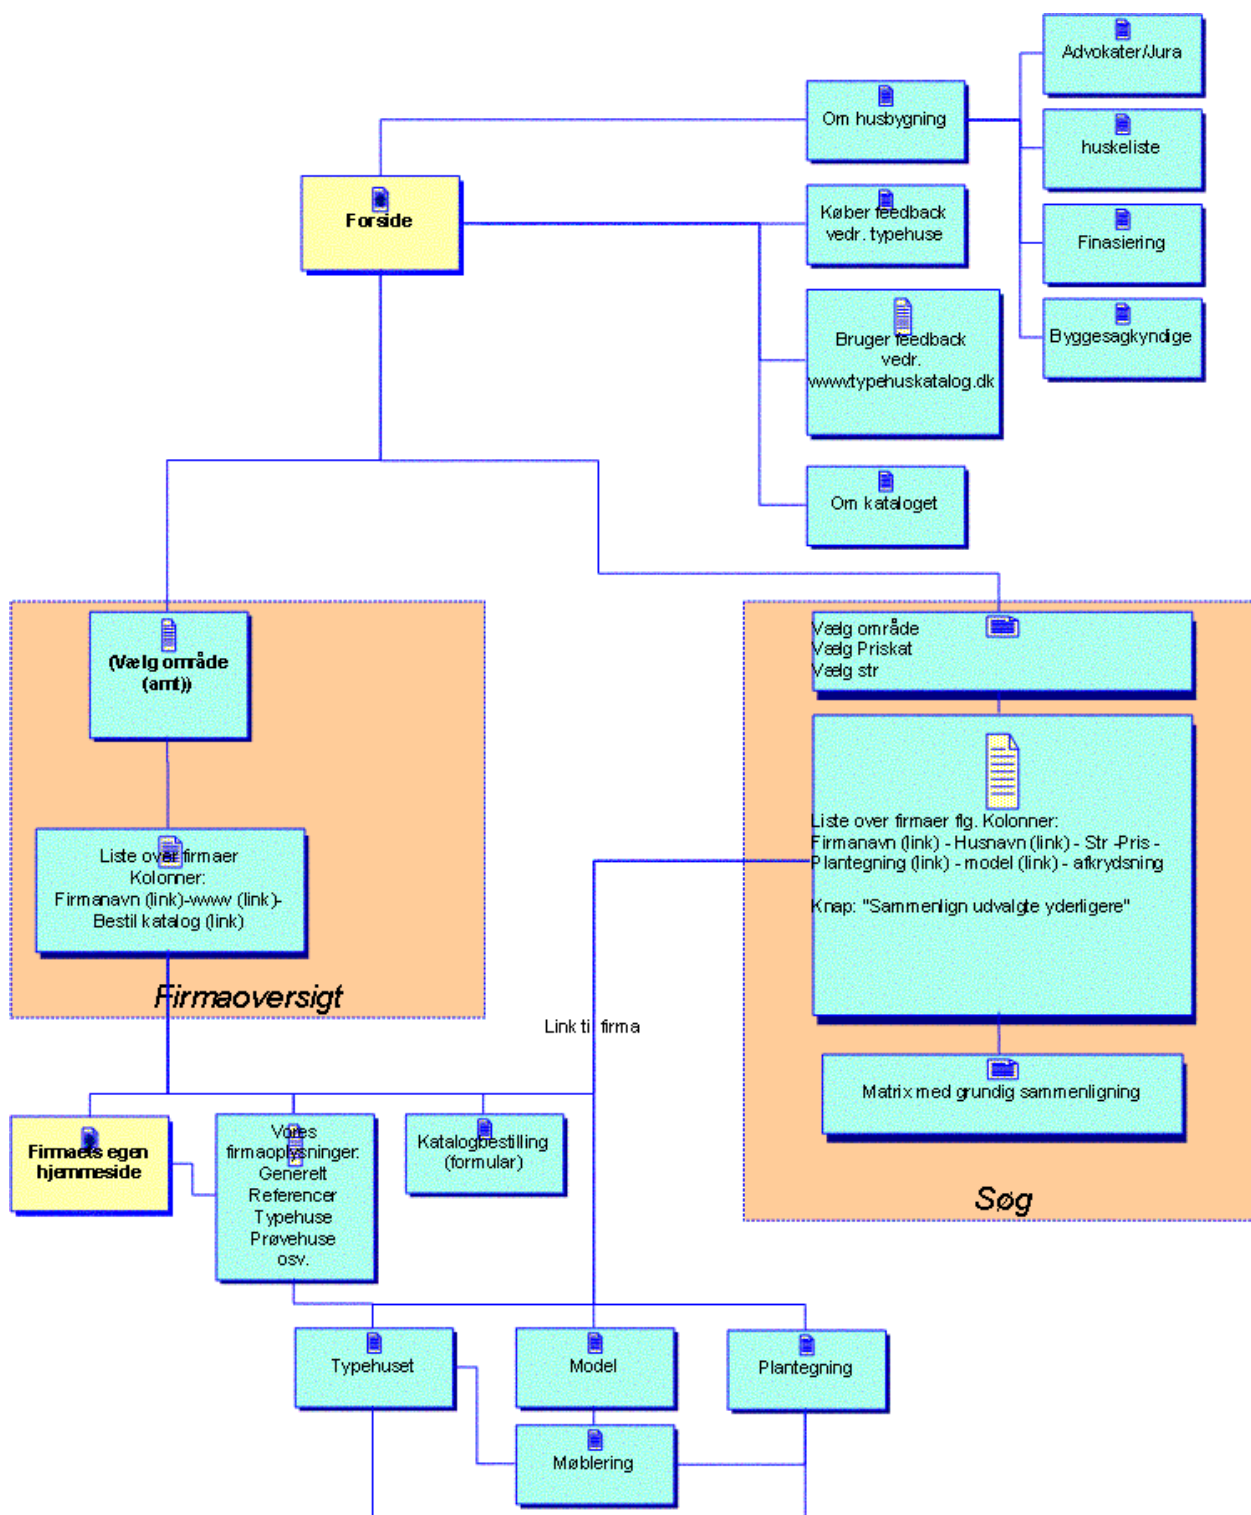 Advokater/Jura
Om husbygning
huskeliste
Forside
Køber feedback
vedr. typehuse
Finasiering
Bruger feedback
vedr.
www.typehuskatalog.dk
Byggesagkyndige
Om kataloget
(Vælg område
(amt))
Vælg område
Vælg Priskat
Vælg str
Liste over firmaer
Kolonner:
Firmanavn (link)-www (link)-
Bestil katalog (link)
Firmaoversigt
Liste over firmaer flg. Kolonner:
Firmanavn (link) - Husnavn (link) - Str -Pris -
Plantegning (link) - model (link) - afkrydsning
Knap: "Sammenlign udvalgte yderligere"
Link til firma
Matrix med grundig sammenligning
Søg
Firmaets egen
hjemmeside
Vores
firmaoplysninger:
Generelt
Referencer
Typehuse
Prøvehuse
osv.
Katalogbestilling
(formular)
Typehuset
Model
Plantegning
Møblering